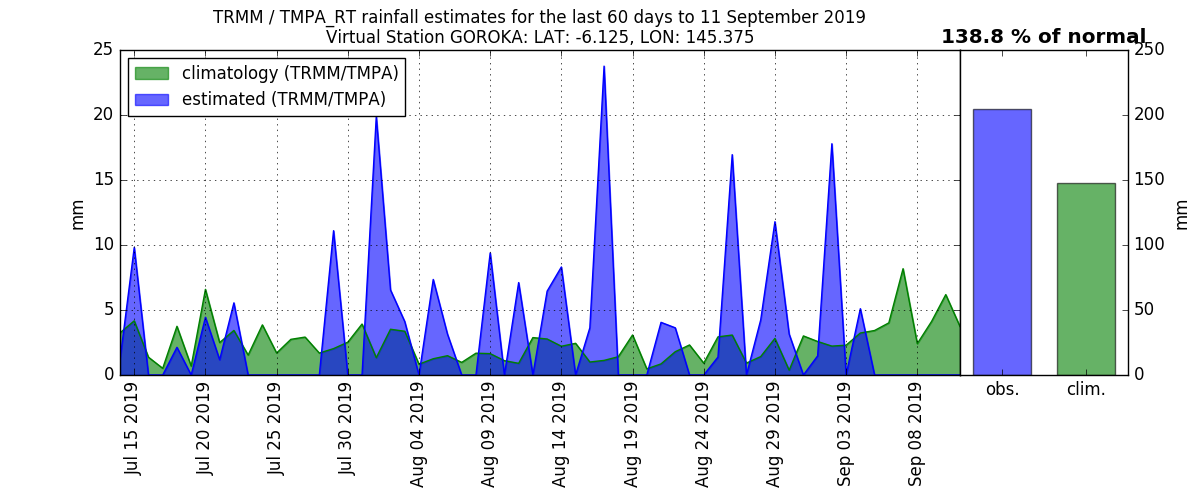 TRMM / TMPA_RT rainfall estimates for the last 60 days to 11 September 2019
Virtual Station GOROKA: LAT: -6.125, LON: 145.375
138.8 % of normal
climatology (TRMM/TMPA)
estimated (TRMM/TMPA)
25
20
15
10
5
0
mm
250
200
150
100
50
0
mm
obs.
clim.
Jul 15 2019
Jul 20 2019
Jul 25 2019
Jul 30 2019
Aug 04 2019
Aug 09 2019
Aug 14 2019
Aug 19 2019
Aug 24 2019
Aug 29 2019
Sep 03 2019
Sep 08 2019